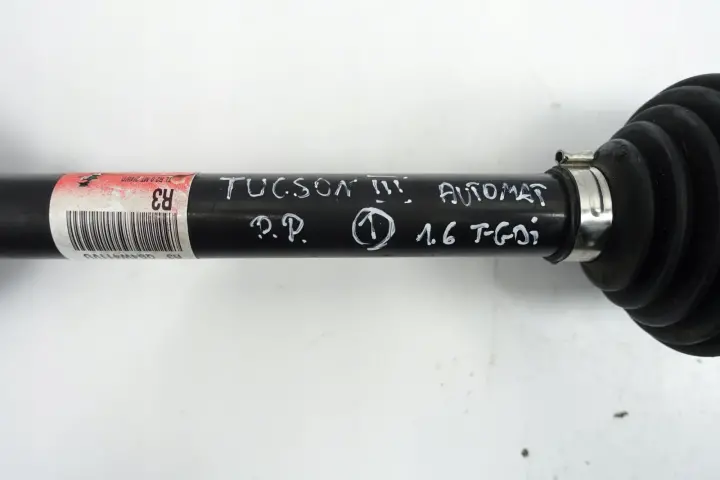 TUCSON III AUTOMAT
P.P. 1 1.6 T-GDi
R3